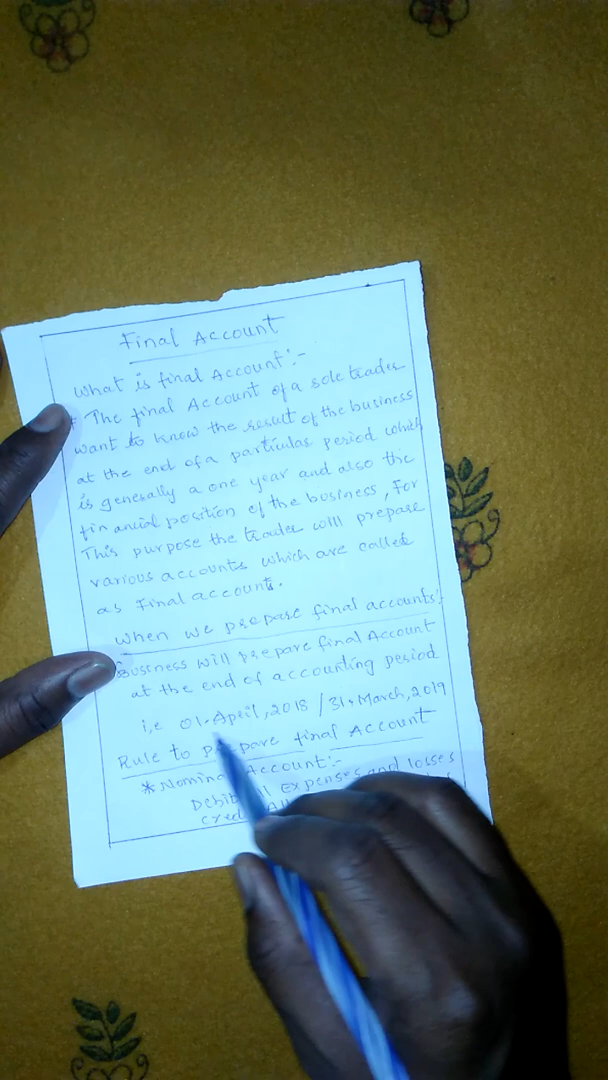 Final Account
What is final Account:-
* The final Account of a sole trader
want to know the result of the business
at the end of a particular period which
is generally a one year and also the
financial position of the business, For
This purpose the trader will prepare
various accounts which are called
as Final accounts.
When we prepare final accounts:-
Business will prepare final Account
at the end of accounting period
i,e 01.April,2018 / 31.March,2019
Rule to prepare final Account
* Nominal Account:-
Debit all Expenses and losses